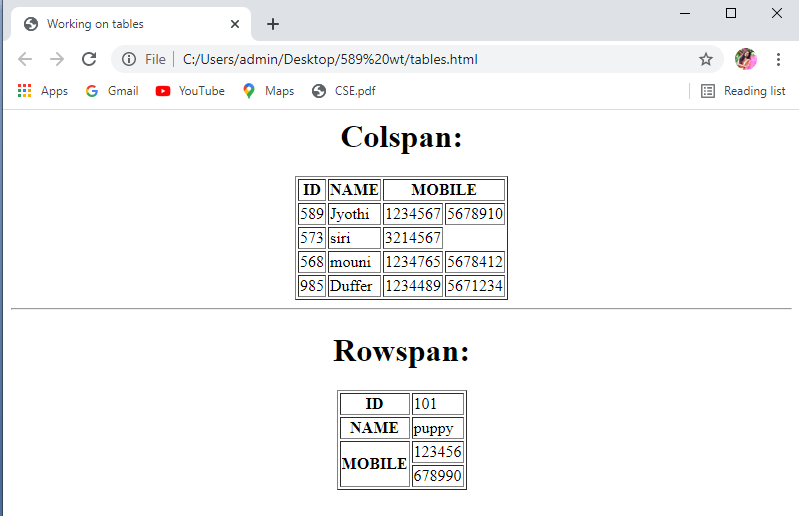 Working on tables
File C:/Users/admin/Desktop/589%20wt/tables.html
Apps Gmail YouTube Maps CSE.pdf Reading list
Colspan:
ID NAME MOBILE
589 Jyothi 1234567 5678910
573 siri 3214567
568 mouni 1234765 5678412
985 Duffer 1234489 5671234
Rowspan:
ID 101
NAME puppy
MOBILE 123456
678990